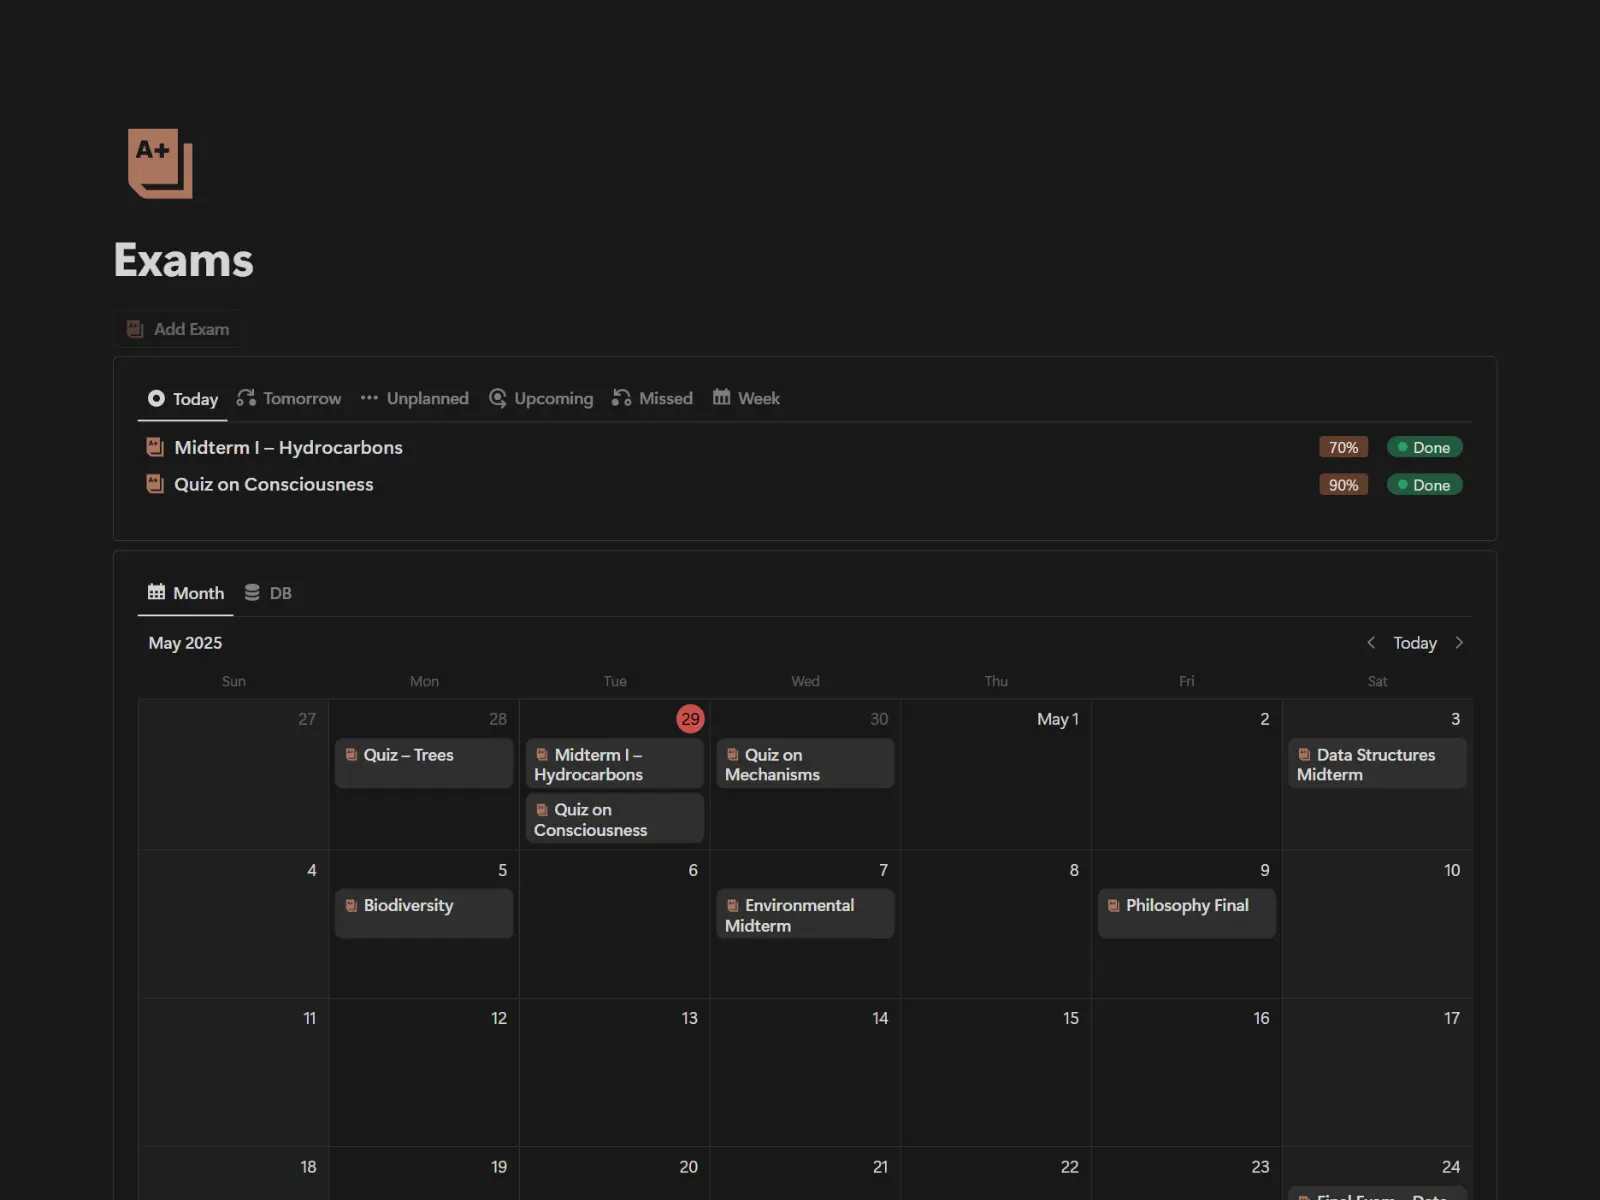 A+
Exams
Add Exam
Today Tomorrow Unplanned Upcoming Missed Week
Midterm I – Hydrocarbons 70% Done
Quiz on Consciousness 90% Done
Month DB
May 2025 Today
Sun Mon Tue Wed Thu Fri Sat
27 28 29 30 May 1 2 3
Quiz – Trees
Midterm I –
Hydrocarbons
Quiz on
Consciousness
Quiz on
Mechanisms
Data Structures
Midterm
4 5 6 7 8 9 10
Biodiversity
Environmental
Midterm
Philosophy Final
11 12 13 14 15 16 17
18 19 20 21 22 23 24
Final Exam – Data